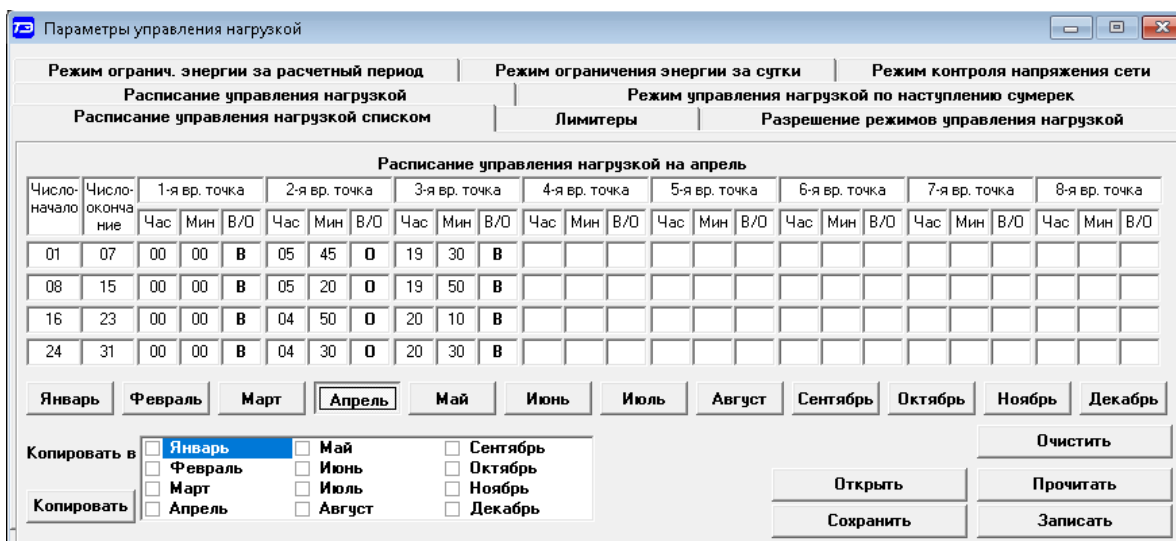 ТЭ Параметры управления нагрузкой
Режим огранич. энергии за расчетный период Режим ограничения энергии за сутки Режим контроля напряжения сети
Расписание управления нагрузкой Режим управления нагрузкой по наступлению сумерек
Расписание управления нагрузкой списком Лимитеры Разрешение режимов управления нагрузкой
Расписание управления нагрузкой на апрель
Число-начало Число-оконча ние 1-я вр. точка 2-я вр. точка 3-я вр. точка 4-я вр. точка 5-я вр. точка 6-я вр. точка 7-я вр. точка 8-я вр. точка
Час Мин В/О Час Мин В/О Час Мин В/О Час Мин В/О Час Мин В/О Час Мин В/О Час Мин В/О Час Мин В/О
01 07 00 00 В 05 45 О 19 30 В
08 15 00 00 В 05 20 О 19 50 В
16 23 00 00 В 04 50 О 20 10 В
24 31 00 00 В 04 30 О 20 30 В
Январь Февраль Март Апрель Май Июнь Июль Август Сентябрь Октябрь Ноябрь Декабрь
Копировать в
Январь Май Сентябрь
Февраль Июнь Октябрь
Март Июль Ноябрь
Апрель Август Декабрь
Копировать
Очистить
Открыть Прочитать
Сохранить Записать